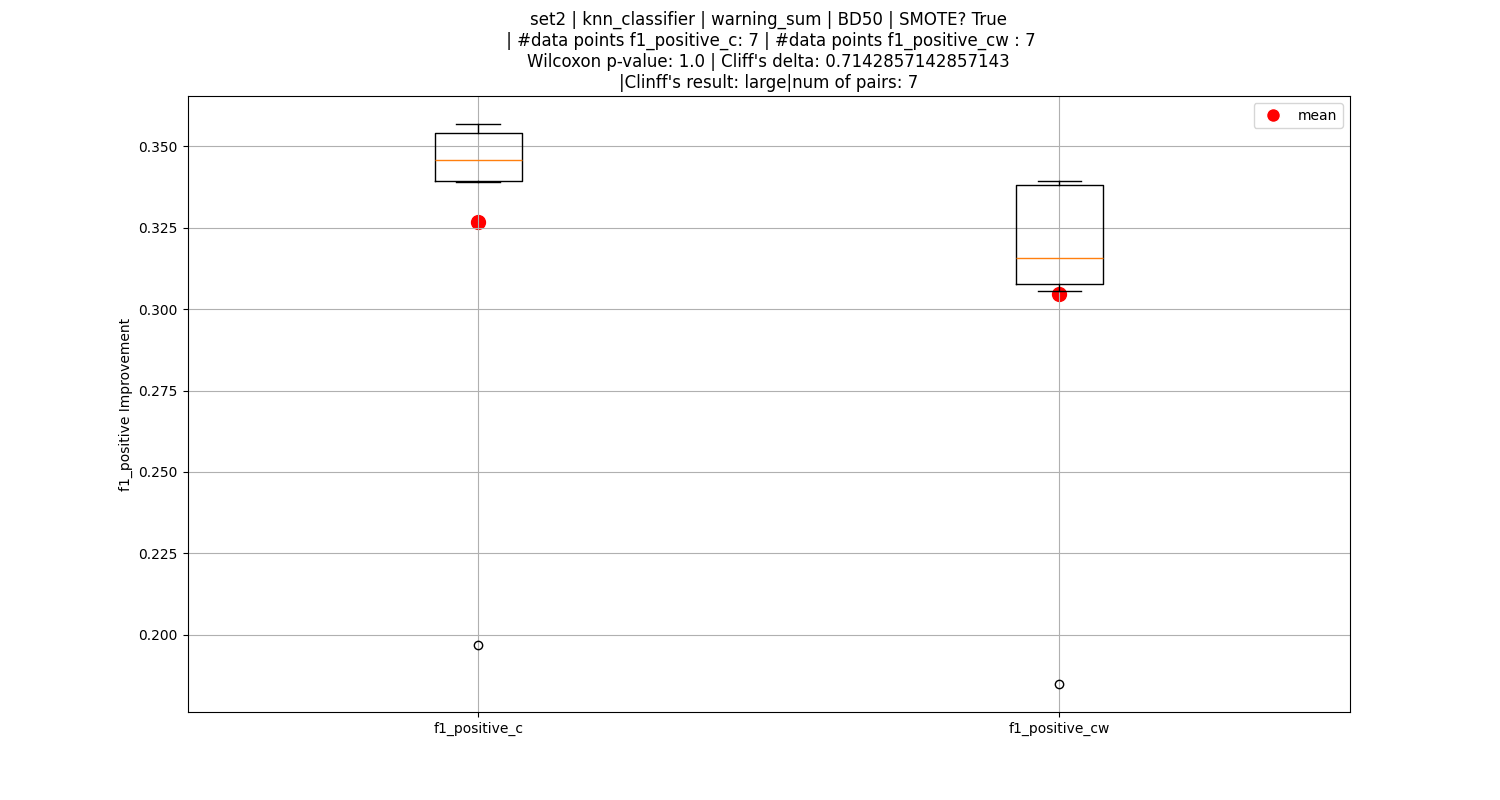 set2 | knn_classifier | warning_sum | BD50 | SMOTE? True
| #data points f1_positive_c: 7 | #data points f1_positive_cw : 7
Wilcoxon p-value: 1.0 | Cliff's delta: 0.7142857142857143
|Clinff's result: large|num of pairs: 7
mean
0.350
0.325
0.300
0.275
0.250
0.225
0.200
f1_positive Improvement
f1_positive_c
f1_positive_cw